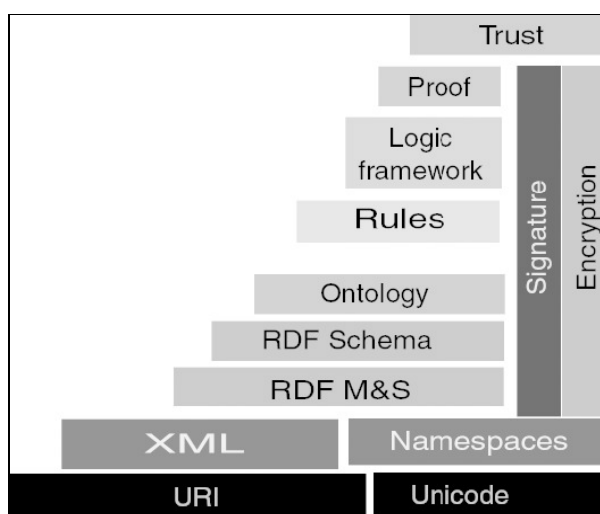 Trust
Proof
Logic
framework
Rules
Ontology
RDF Schema
RDF M&S
Signature
Encryption
XML
Namespaces
URI
Unicode